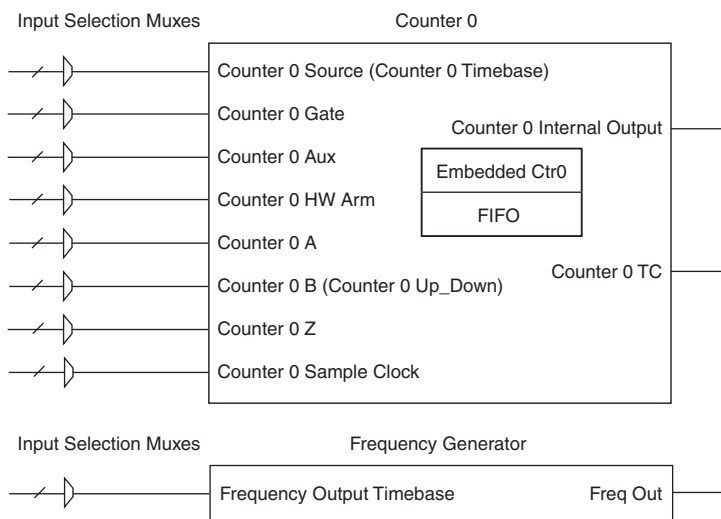 Input Selection Muxes
Counter 0
Counter 0 Source (Counter 0 Timebase)
Counter 0 Gate
Counter 0 Internal Output
Counter 0 Aux
Embedded Ctr0
Counter 0 HW Arm
FIFO
Counter 0 A
Counter 0 TC
Counter 0 B (Counter 0 Up_Down)
Counter 0 Z
Counter 0 Sample Clock
Input Selection Muxes
Frequency Generator
Frequency Output Timebase
Freq Out